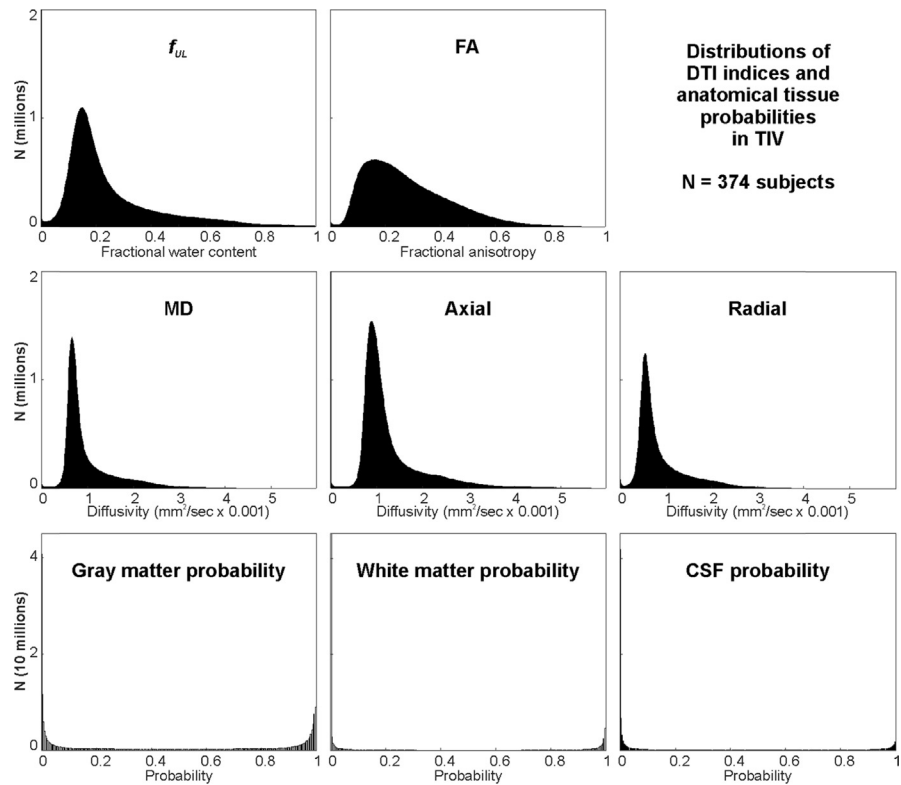 2
f UL
FA
Distributions of
DTI indices and
anatomical tissue
probabilities
in TIV
N = 374 subjects
N (millions)
1
0
0 0.2 0.4 0.6 0.8 1
0.2 0.4 0.6 0.8 1
Fractional water content
Fractional anisotropy
2
MD
Axial
Radial
N (millions)
1
0
0 1 2 3 4 5
0 1 2 3 4 5
0 1 2 3 4 5
Diffusivity (mm²/sec x 0.001)
Diffusivity (mm²/sec x 0.001)
Diffusivity (mm²/sec x 0.001)
4
Gray matter probability
White matter probability
CSF probability
N (10 millions)
2
0
0 0.2 0.4 0.6 0.8 1
0.2 0.4 0.6 0.8 1
0 0.2 0.4 0.6 0.8 1
Probability
Probability
Probability